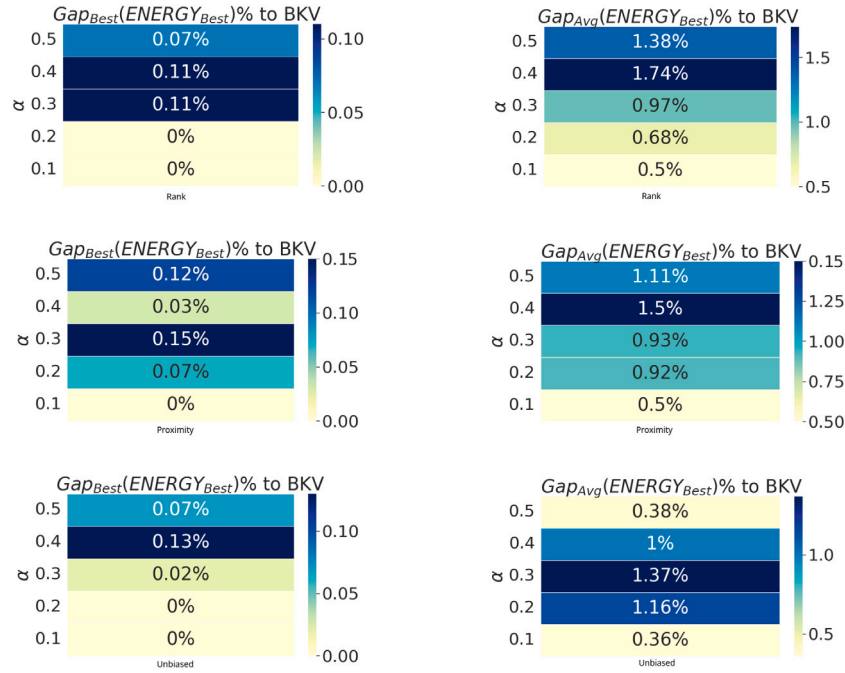 Gap_Best(ENERGY_Best)% to BKV
0.5 0.07% 0.10
0.4 0.11%
α 0.3 0.11% 0.05
0.2 0%
0.1 0% 0.00
Rank
Gap_Avg(ENERGY_Best)% to BKV
0.5 1.38% 1.5
0.4 1.74%
α 0.3 0.97% 1.0
0.2 0.68%
0.1 0.5% 0.5
Rank
Gap_Best(ENERGY_Best)% to BKV
0.5 0.12% 0.15
0.4 0.03% 0.10
α 0.3 0.15%
0.2 0.07% 0.05
0.1 0% 0.00
Proximity
Gap_Avg(ENERGY_Best)% to BKV
0.5 1.11% 0.15
0.4 1.5% 1.25
α 0.3 0.93% 1.00
0.2 0.92% 0.75
0.1 0.5% 0.50
Proximity
Gap_Best(ENERGY_Best)% to BKV
0.5 0.07%
0.4 0.13% 0.10
α 0.3 0.02% 0.05
0.2 0%
0.1 0% 0.00
Unbiased
Gap_Avg(ENERGY_Best)% to BKV
0.5 0.38%
0.4 1% 1.0
α 0.3 1.37%
0.2 1.16%
0.1 0.36% 0.5
Unbiased